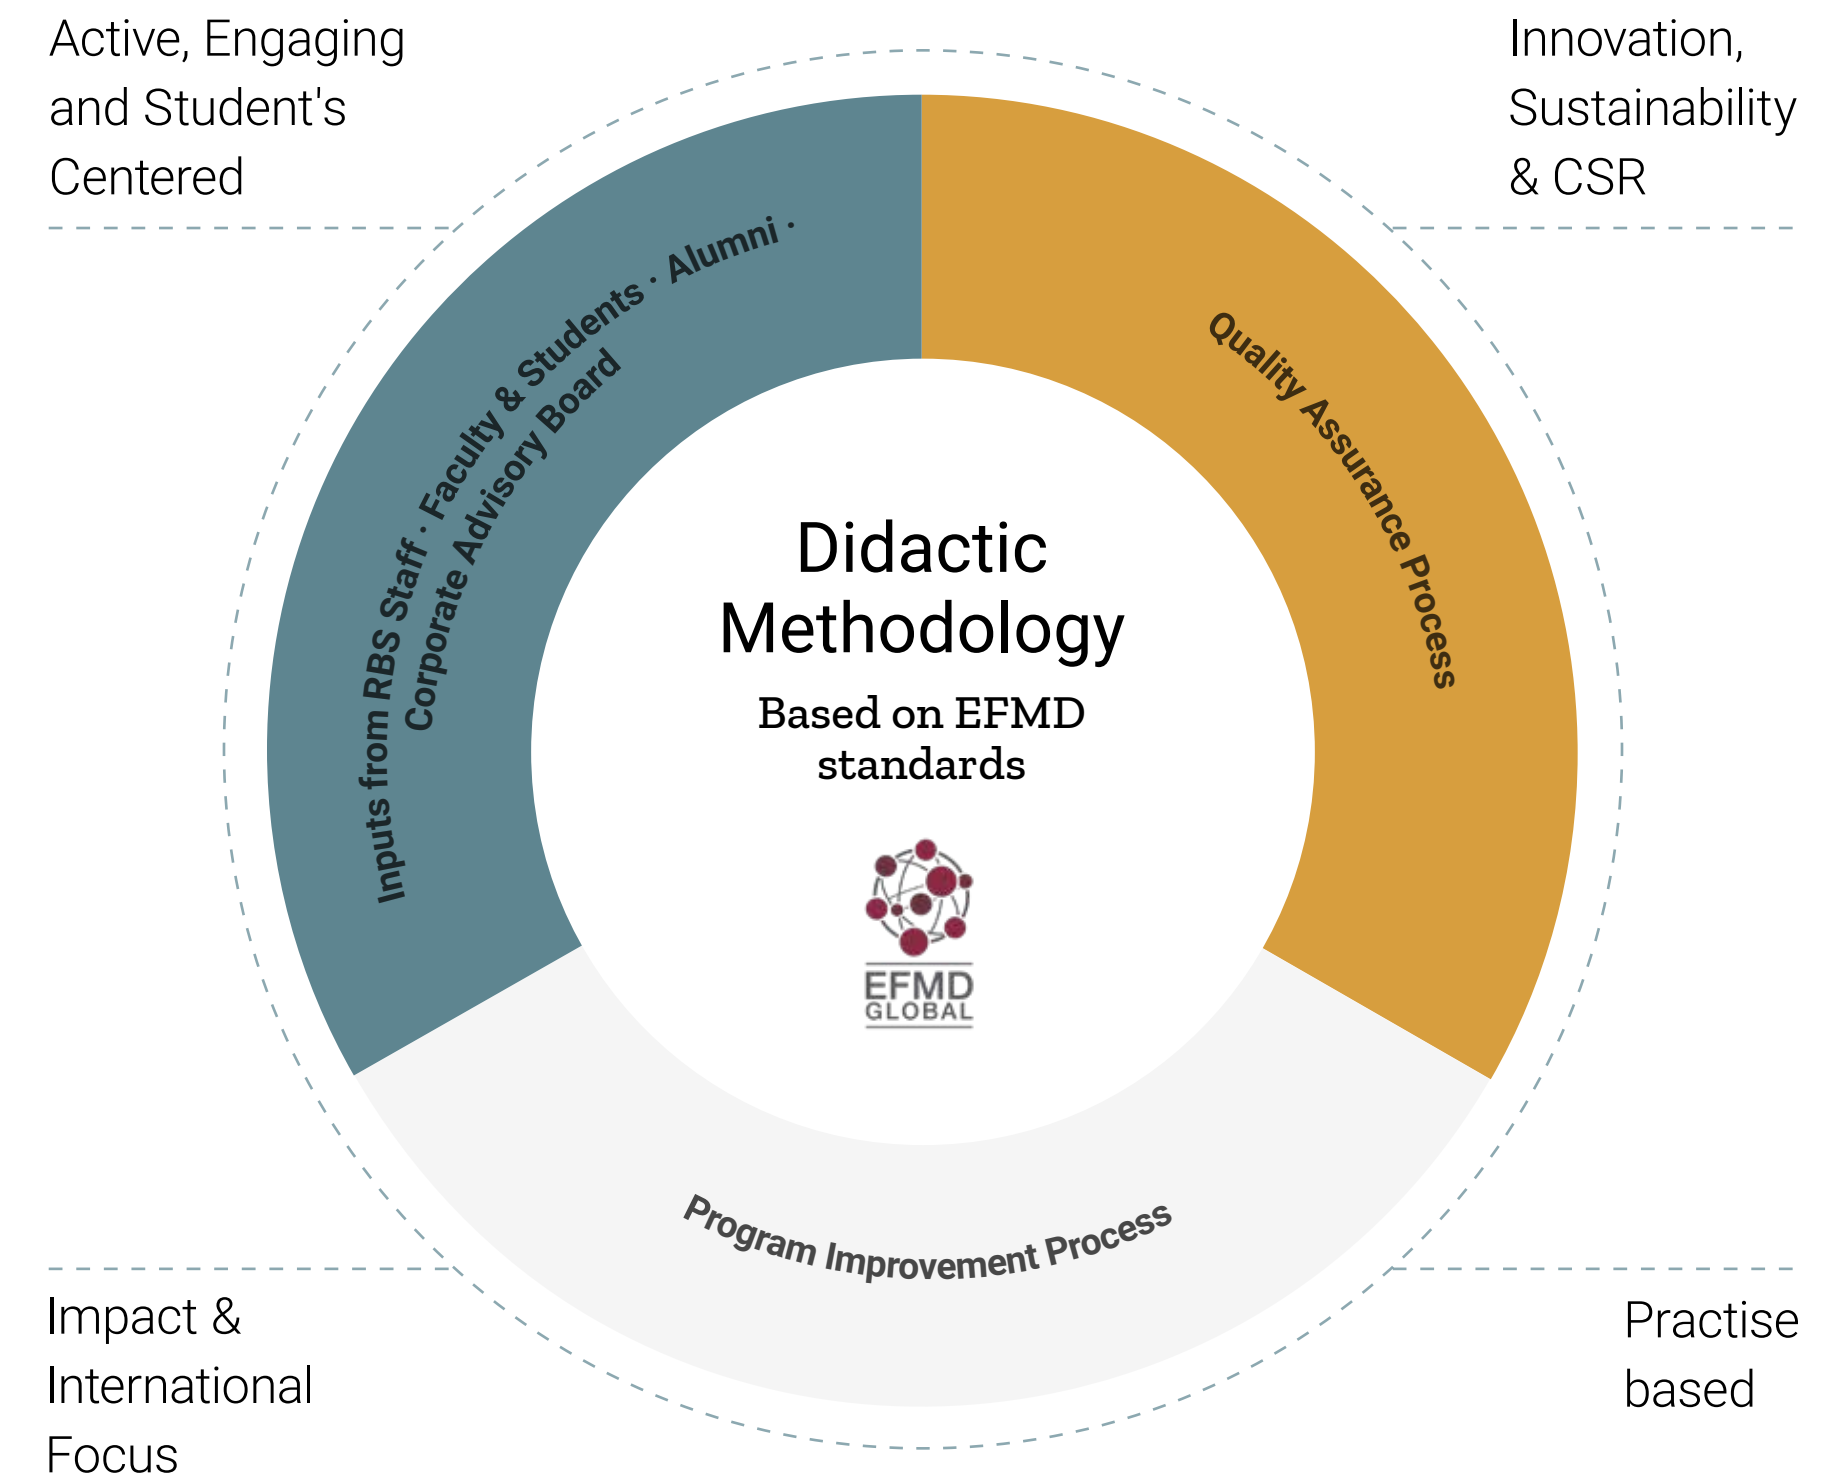 Active, Engaging
and Student's
Centered
Innovation,
Sustainability
& CSR
Inputs from RBS Staff · Faculty & Students · Alumni ·
Corporate Advisory Board
Quality Assurance Process
Didactic
Methodology
Based on EFMD
standards
EFMD
GLOBAL
Program Improvement Process
Impact &
International
Focus
Practise
based